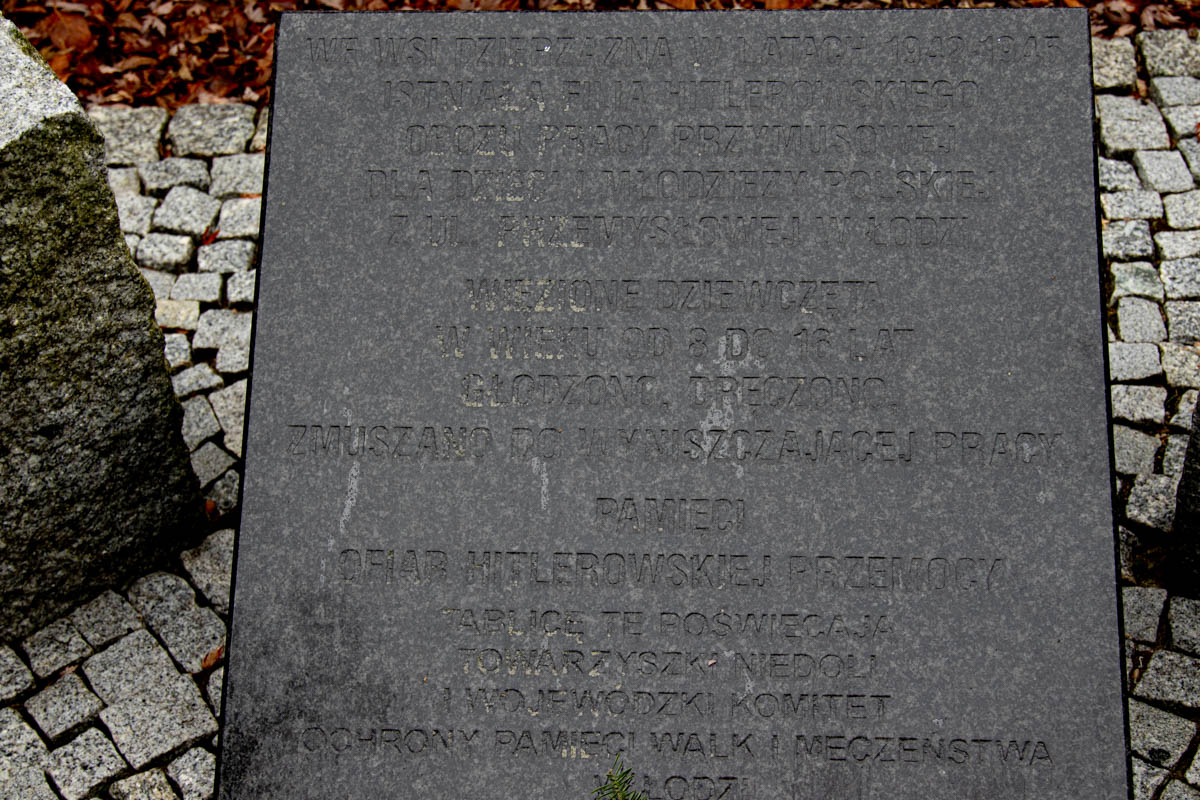 WE WSI DZIERZĄZNA W LATACH 1942-1945
ISTNIAŁA FILIA HITLEROWSKIEGO
OBOZU PRACY PRZYMUSOWEJ
DLA DZIECI I MŁODZIEŻY POLSKIEJ
Z UL. PRZEMYSŁOWEJ W ŁODZI
WIĘZIONE DZIEWCZĘTA
W WIEKU OD 8 DO 16 LAT
GŁODZONO, DRĘCZONO,
ZMUSZANO DO WYNISZCZAJĄCEJ PRACY
PAMIĘCI
OFIAR HITLEROWSKIEJ PRZEMOCY
TABLICĘ TĘ POŚWIĘCAJĄ
TOWARZYSZKI NIEDOLI
I WOJEWÓDZKI KOMITET
OCHRONY PAMIĘCI WALK I MĘCZEŃSTWA
W ŁODZI